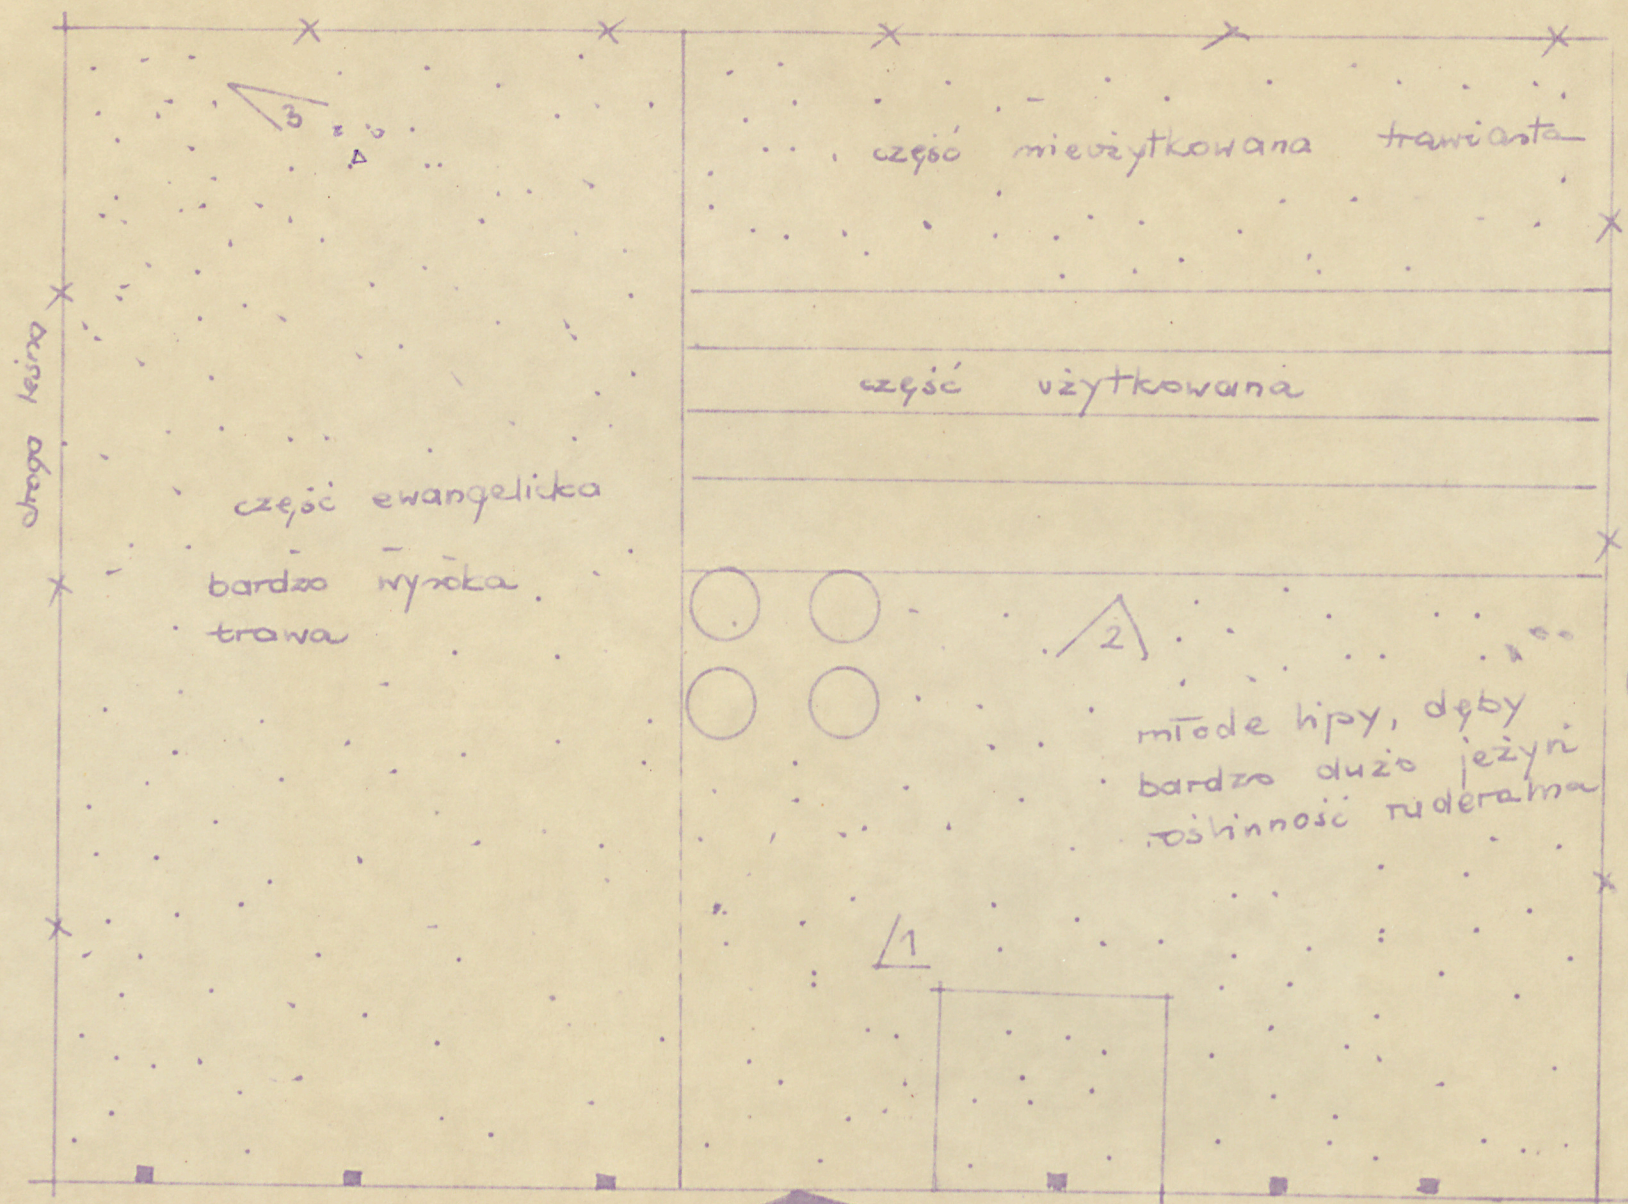 3
część nieużytkowana trawiasta
droga leśna
część użytkowana
część ewangelicka
bardzo wysoka
trawa
2
młode lipy, dęby
bardzo dużo jeżyn
roślinność ruderalna
1